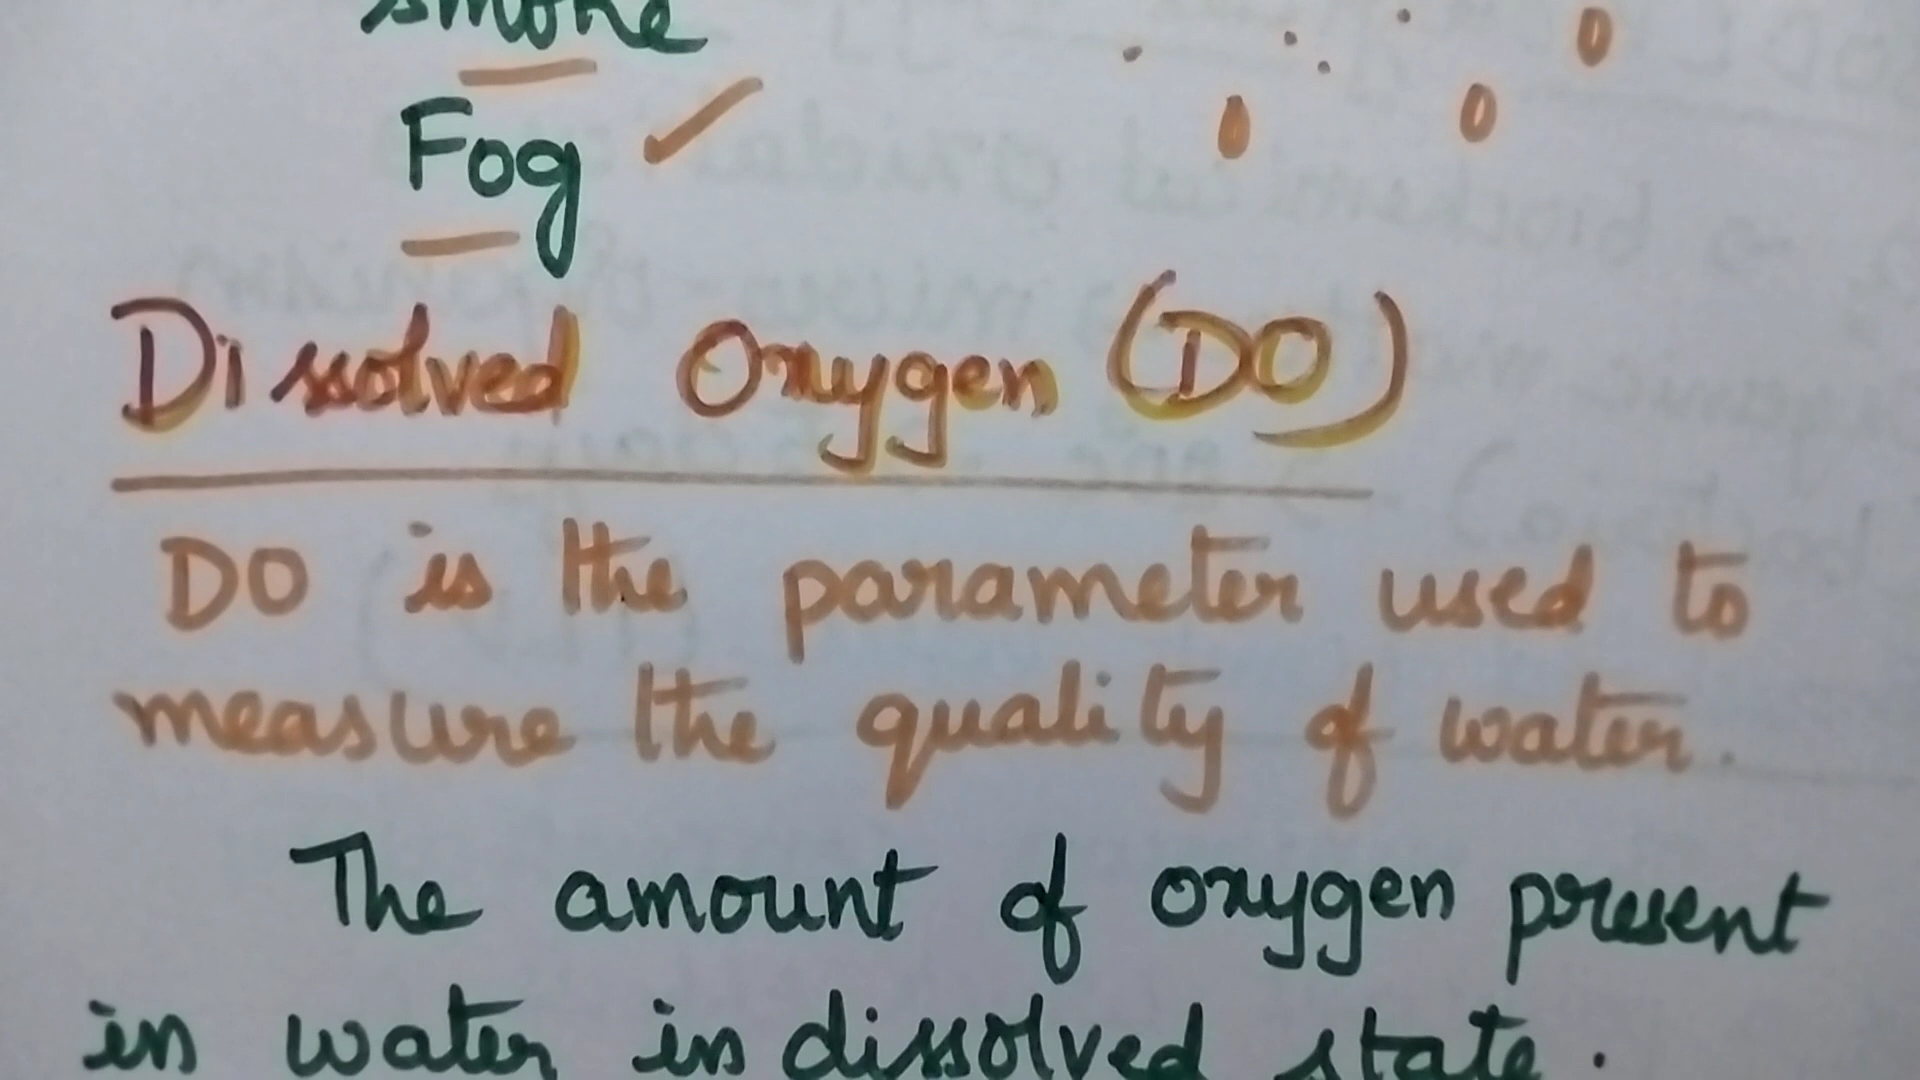 smoke
Fog
Dissolved Oxygen (DO)
DO is the parameter used to
measure the quality of water.
The amount of oxygen present
in water in dissolved state.